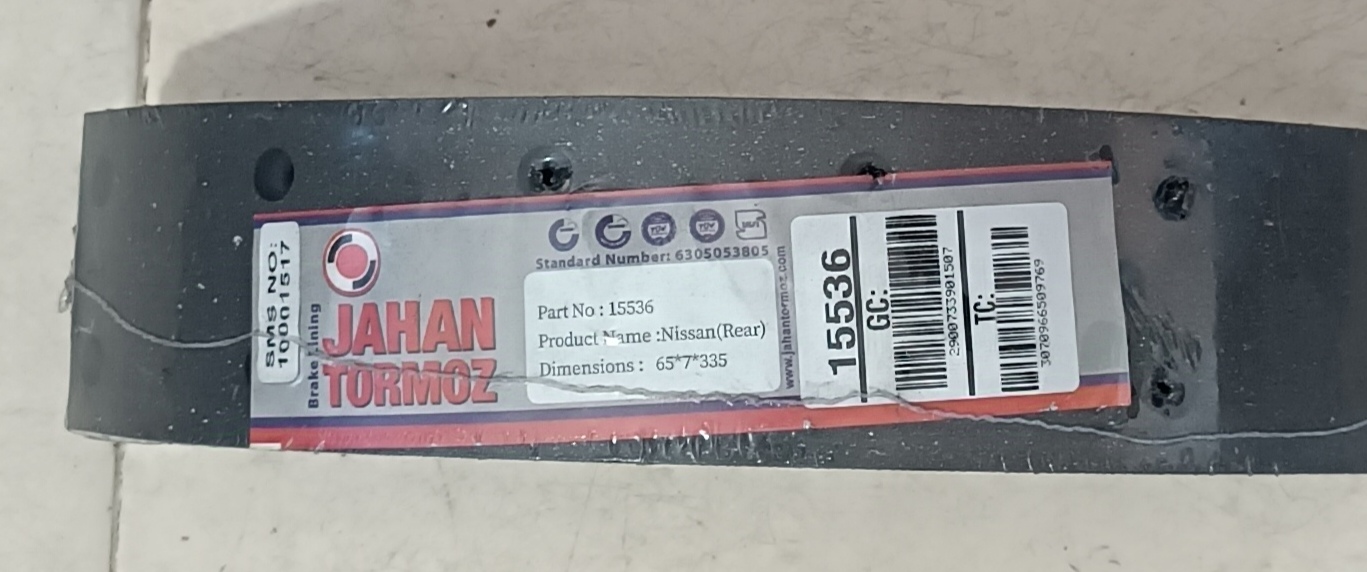 SMS NO:
10001517
Brake Lining
JAHAN
TORMOZ
Standard Number: 6305053805
Part No : 15536
Product Name :Nissan(Rear)
Dimensions : 65*7*335
www.jahantormoz.com
15536
GC:
2900733901507
TC:
3070966509769